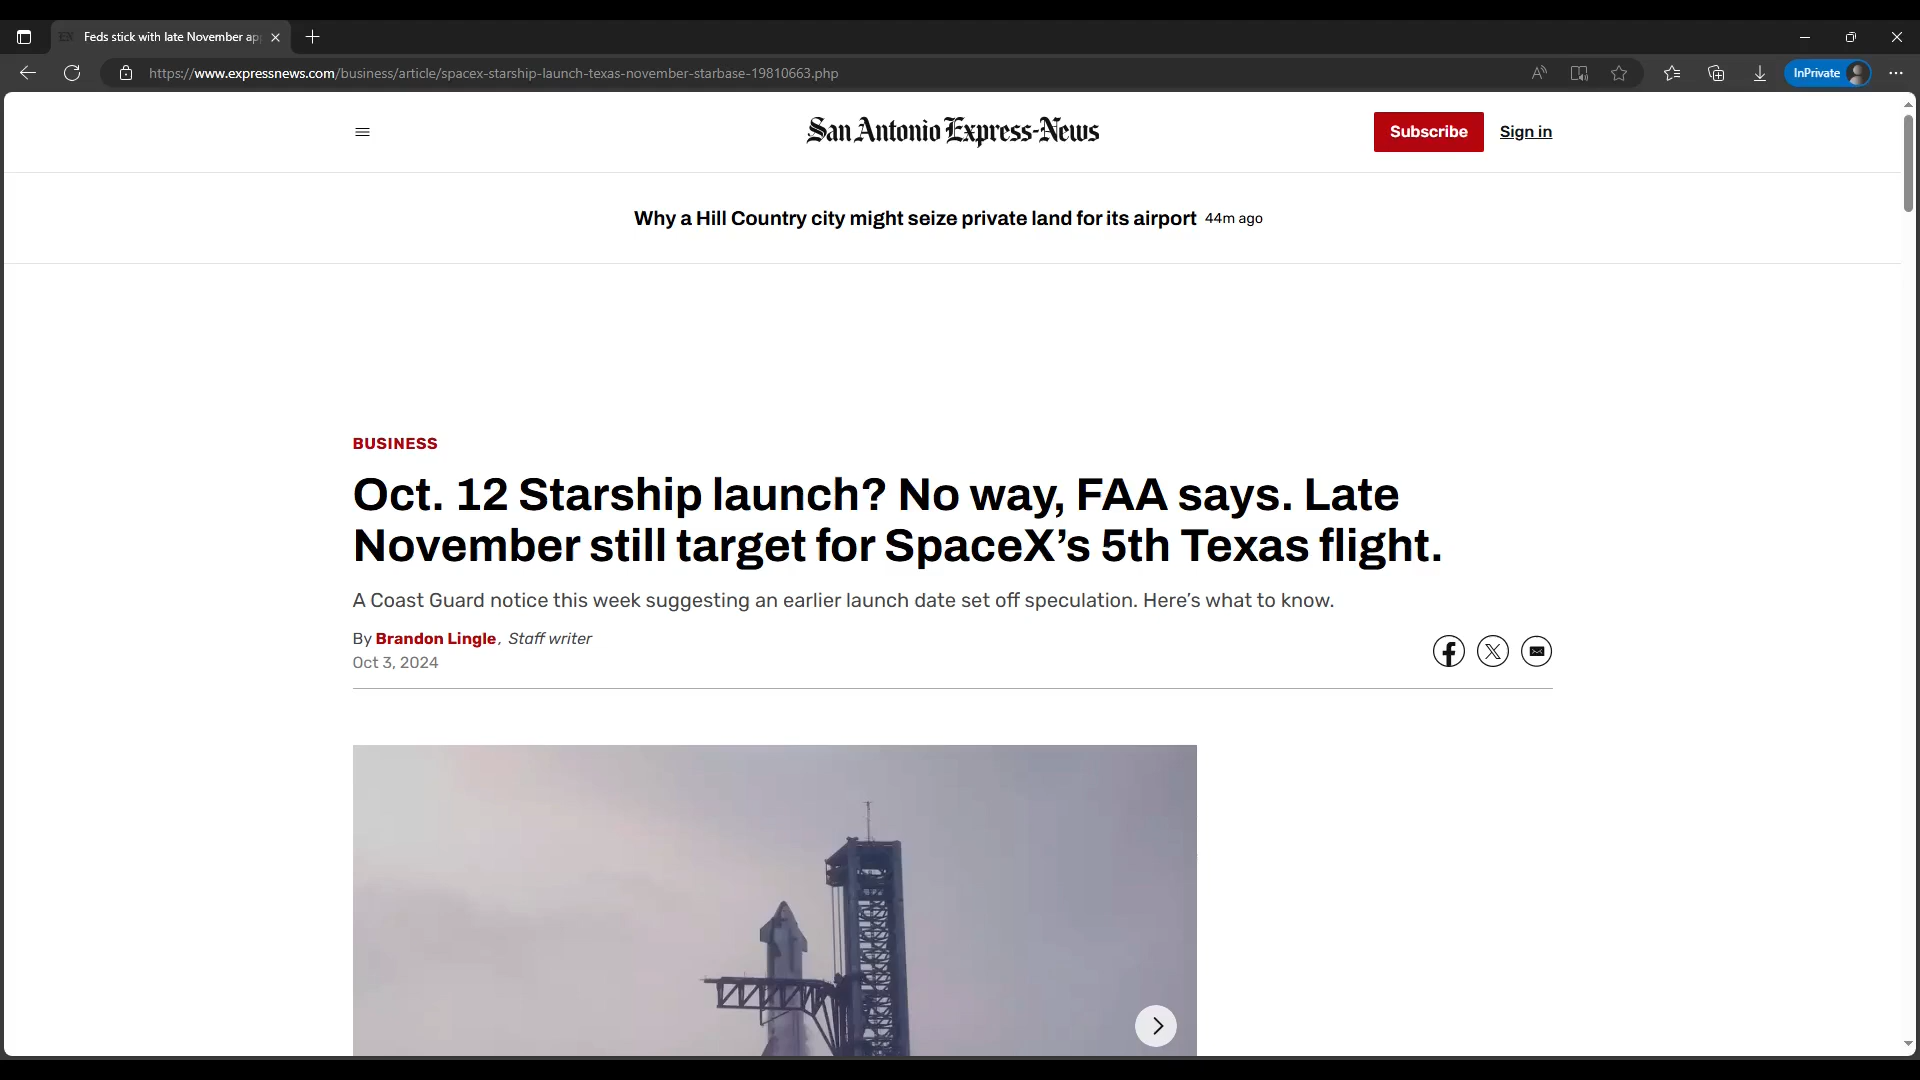 Feds stick with late November ap
https://www.expressnews.com/business/article/spacex-starship-launch-texas-november-starbase-19810663.php
InPrivate
San Antonio Express-News
Subscribe
Sign in
Why a Hill Country city might seize private land for its airport 44m ago
BUSINESS
Oct. 12 Starship launch? No way, FAA says. Late
November still target for SpaceX’s 5th Texas flight.
A Coast Guard notice this week suggesting an earlier launch date set off speculation. Here’s what to know.
By Brandon Lingle, Staff writer
Oct 3, 2024